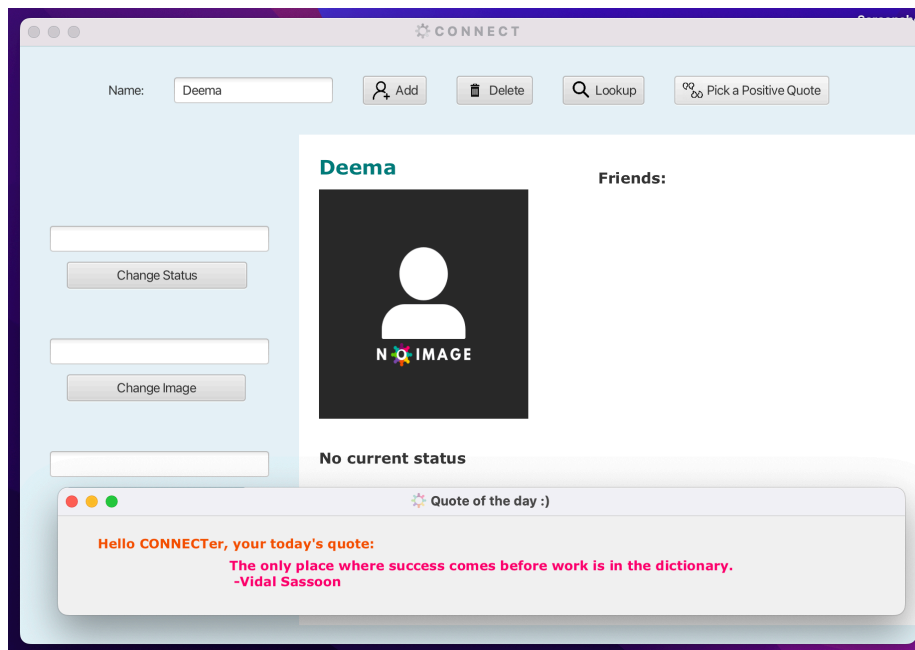 CONNECT
Name:
Deema
Add
Delete
Lookup
Pick a Positive Quote
Deema
Friends:
Change Status
NO IMAGE
Change Image
No current status
Quote of the day :)
Hello CONNECTer, your today's quote:
The only place where success comes before work is in the dictionary.
-Vidal Sassoon